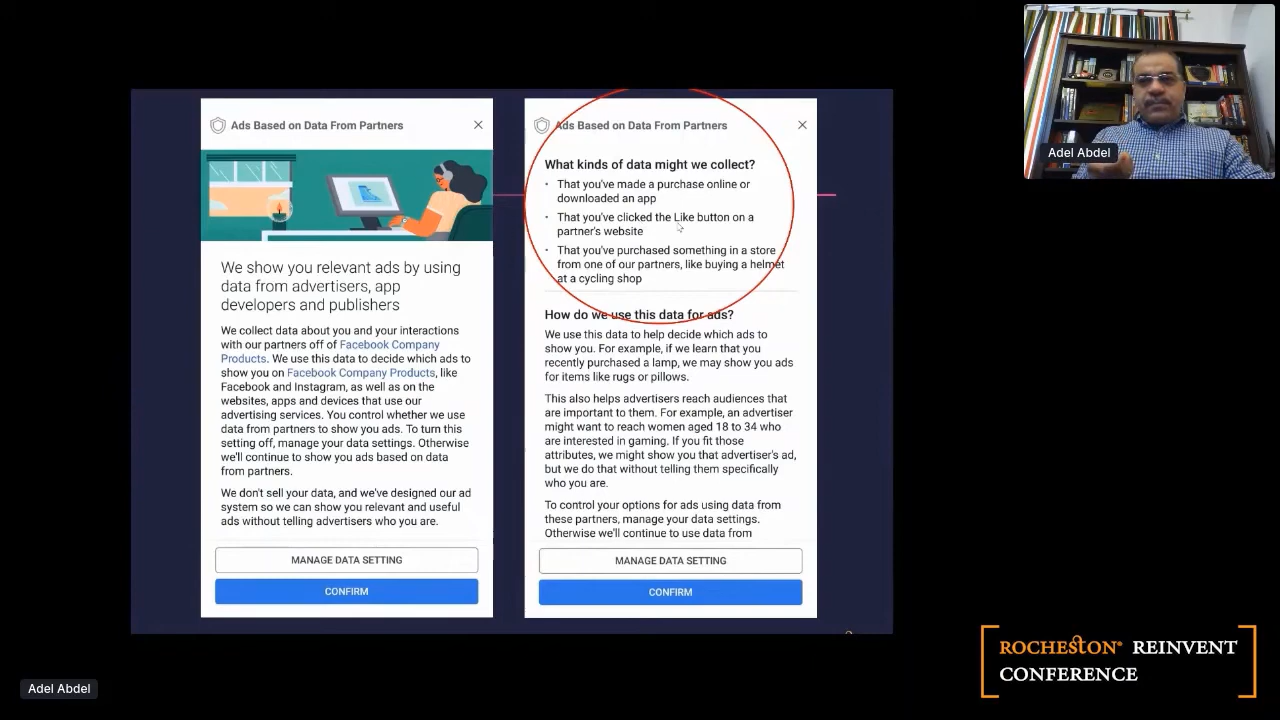 Ads Based on Data From Partners
We show you relevant ads by using
data from advertisers, app
developers and publishers
We collect data about you and your interactions
with our partners off of Facebook Company
Products. We use this data to decide which ads to
show you on Facebook Company Products, like
Facebook and Instagram, as well as on the
websites, apps and devices that use our
advertising services. You control whether we use
data from partners to show you ads. To turn this
setting off, manage your data settings. Otherwise
we'll continue to show you ads based on data
from partners.
We don't sell your data, and we've designed our ad
system so we can show you relevant and useful
ads without telling advertisers who you are.
MANAGE DATA SETTING
CONFIRM
Ads Based on Data From Partners
What kinds of data might we collect?
• That you've made a purchase online or
downloaded an app
• That you've clicked the Like button on a
partner's website
• That you've purchased something in a store
from one of our partners, like buying a helmet
at a cycling shop
How do we use this data for ads?
We use this data to help decide which ads to
show you. For example, if we learn that you
recently purchased a lamp, we may show you ads
for items like rugs or pillows.
This also helps advertisers reach audiences that
are important to them. For example, an advertiser
might want to reach women aged 18 to 34 who
are interested in gaming. If you fit those
attributes, we might show you that advertiser's ad,
but we do that without telling them specifically
who you are.
To control your options for ads using data from
these partners, manage your data settings.
Otherwise we'll continue to use data from
MANAGE DATA SETTING
CONFIRM
Adel Abdel
ROCHESTON® REINVENT
CONFERENCE
Adel Abdel